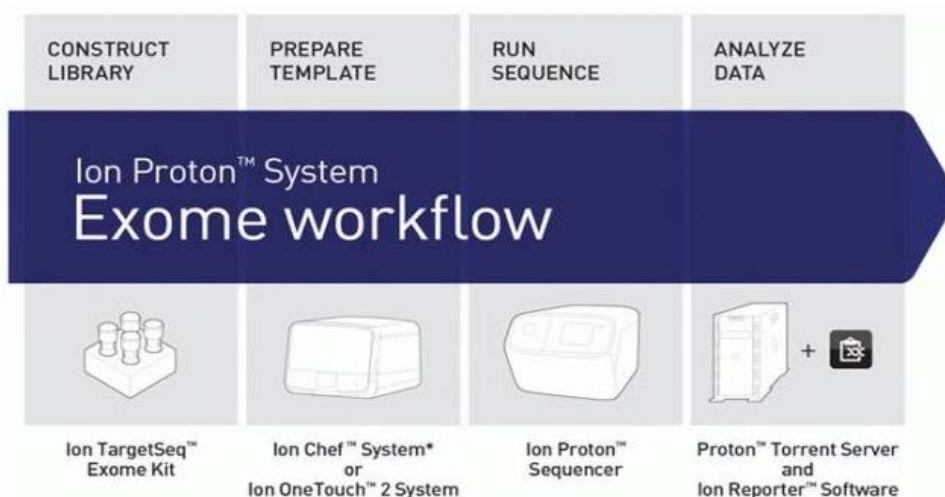 CONSTRUCT
LIBRARY
PREPARE
TEMPLATE
RUN
SEQUENCE
ANALYZE
DATA
Ion Proton™ System
Exome workflow
+
Ion TargetSeq™
Exome Kit
Ion Chef™ System*
or
Ion OneTouch™ 2 System
Ion Proton™
Sequencer
Proton™ Torrent Server
and
Ion Reporter™ Software